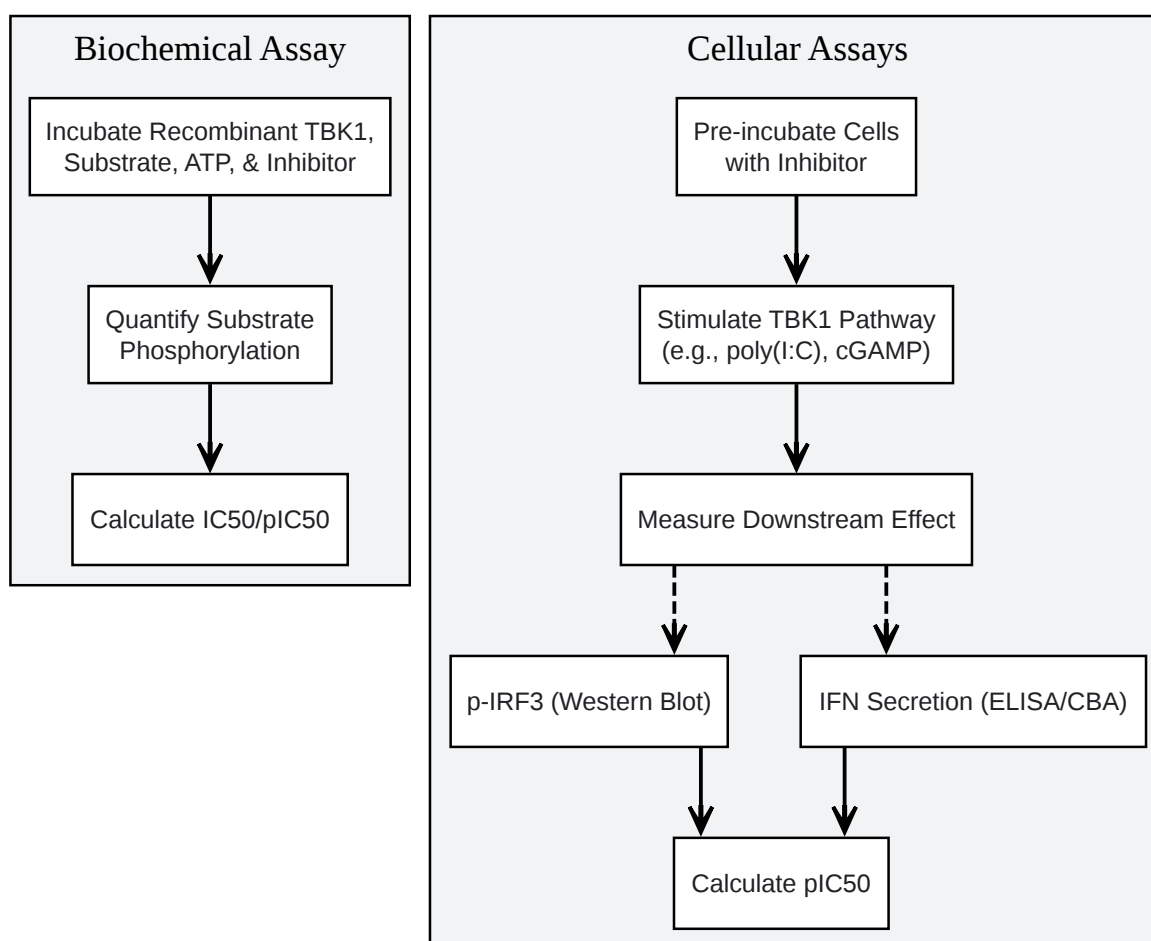 Biochemical Assay
Incubate Recombinant TBK1,
Substrate, ATP, & Inhibitor
Quantify Substrate
Phosphorylation
Calculate IC50/pIC50
Cellular Assays
Pre-incubate Cells
with Inhibitor
Stimulate TBK1 Pathway
(e.g., poly(I:C), cGAMP)
Measure Downstream Effect
p-IRF3 (Western Blot)
IFN Secretion (ELISA/CBA)
Calculate pIC50